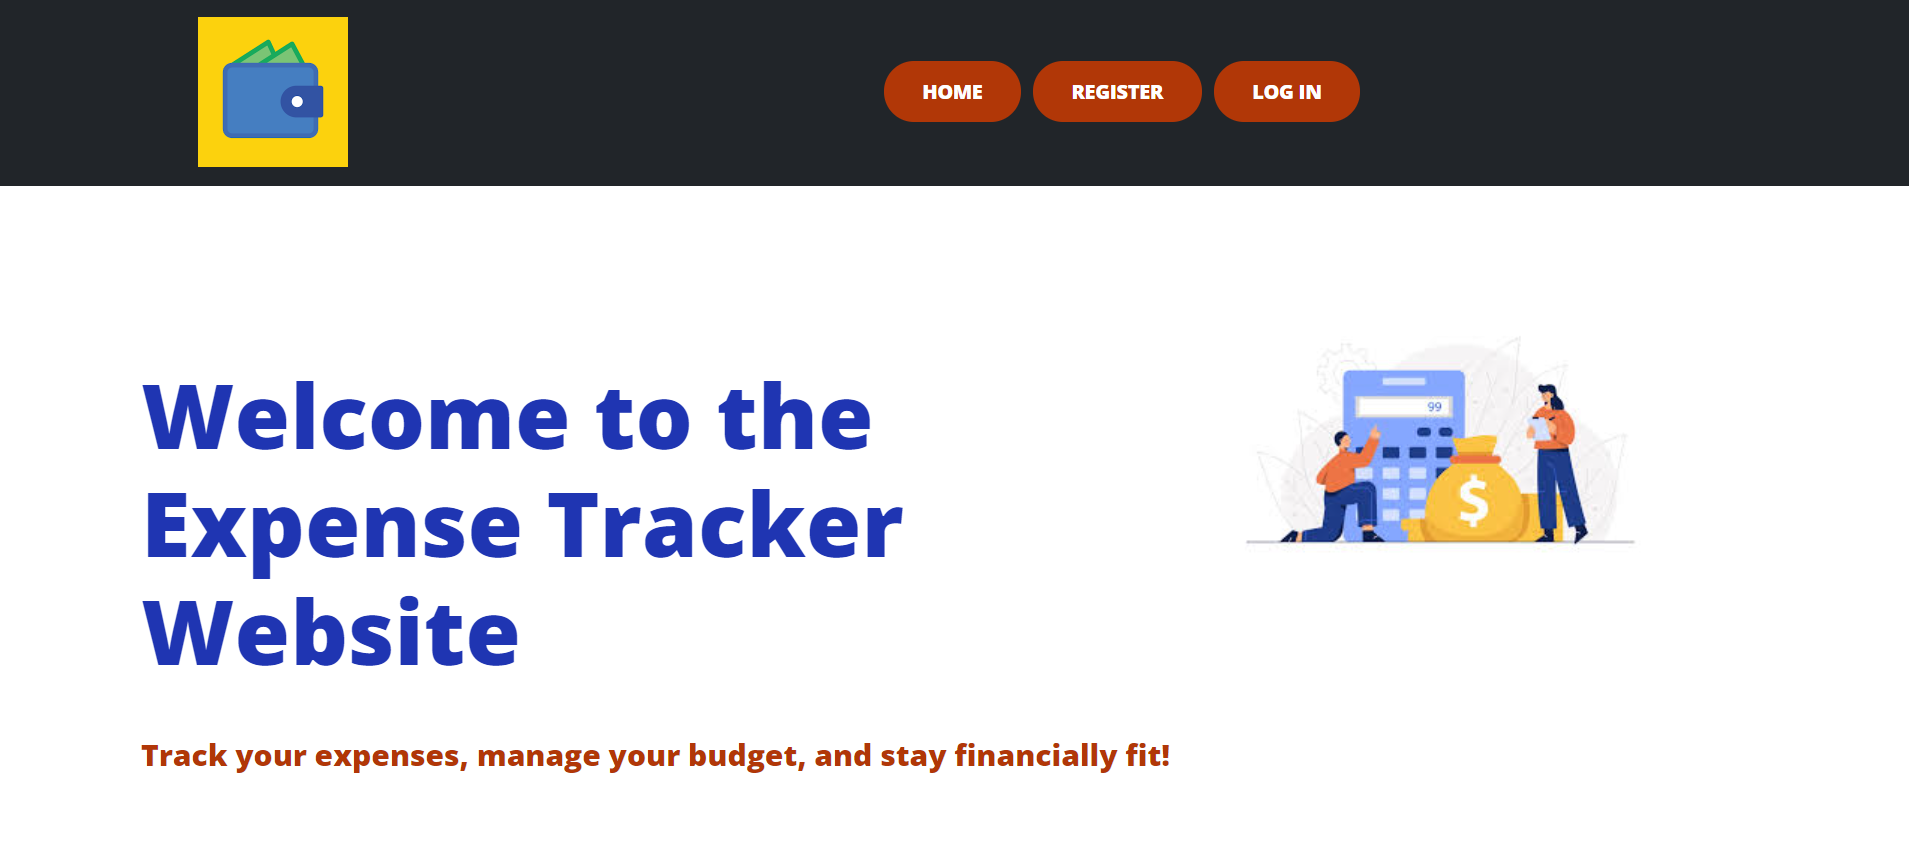 HOME REGISTER LOG IN
99
$
Welcome to the
Expense Tracker
Website
Track your expenses, manage your budget, and stay financially fit!